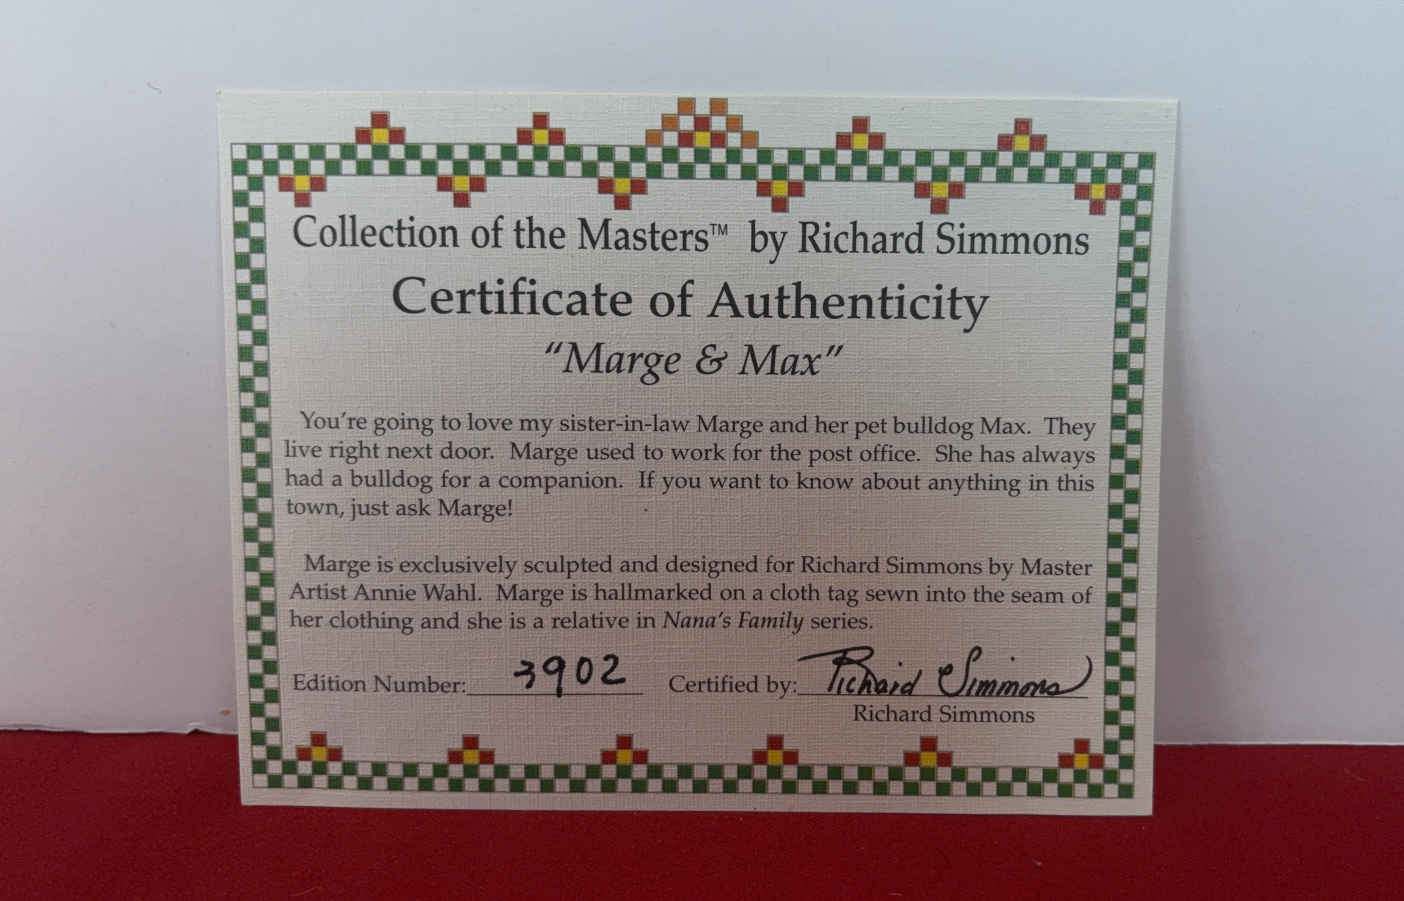 Collection of the Masters™ by Richard Simmons
Certificate of Authenticity
“Marge & Max”
You’re going to love my sister-in-law Marge and her pet bulldog Max. They
live right next door. Marge used to work for the post office. She has always
had a bulldog for a companion. If you want to know about anything in this
town, just ask Marge!
Marge is exclusively sculpted and designed for Richard Simmons by Master
Artist Annie Wahl. Marge is hallmarked on a cloth tag sewn into the seam of
her clothing and she is a relative in Nana’s Family series.
Edition Number: 3902 Certified by: Richard Simmons
Richard Simmons